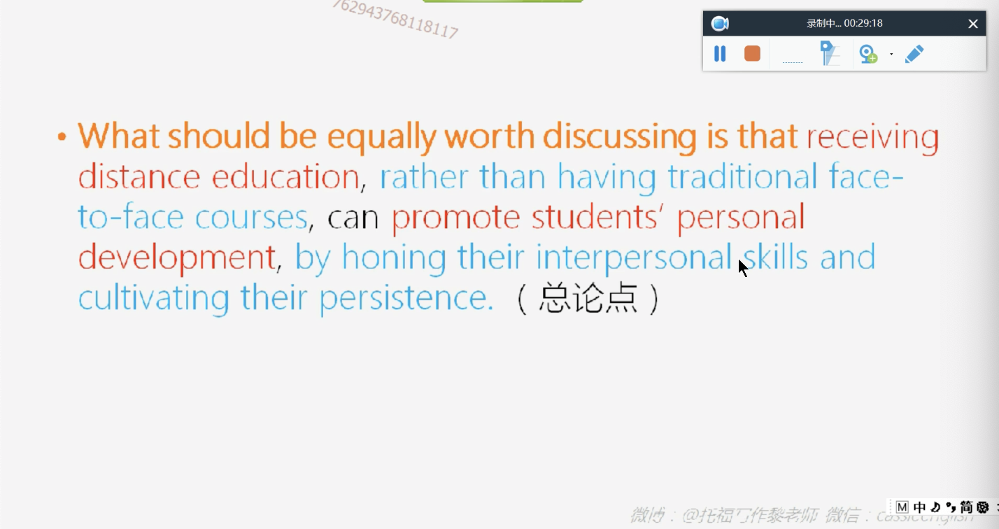 762943768118117
录制中... 00:29:18
• What should be equally worth discussing is that receiving
distance education, rather than having traditional face-
to-face courses, can promote students’ personal
development, by honing their interpersonal skills and
cultivating their persistence. （总论点）
微博：@托福写作黎老师 微信：
M 中 简